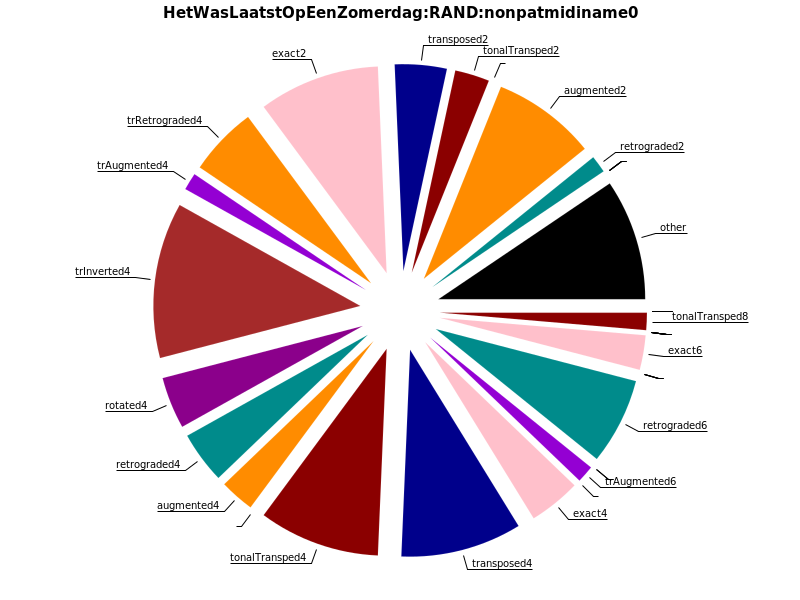 HetWasLaatstOpEenZomerdag:RAND:nonpatmidiname0
transposed2
tonalTransped2
exact2
augmented2
trRetrograded4
retrograded2
trAugmented4
other
trInverted4
tonalTransped8
exact6
rotated4
retrograded6
retrograded4
trAugmented6
augmented4
exact4
tonalTransped4
transposed4